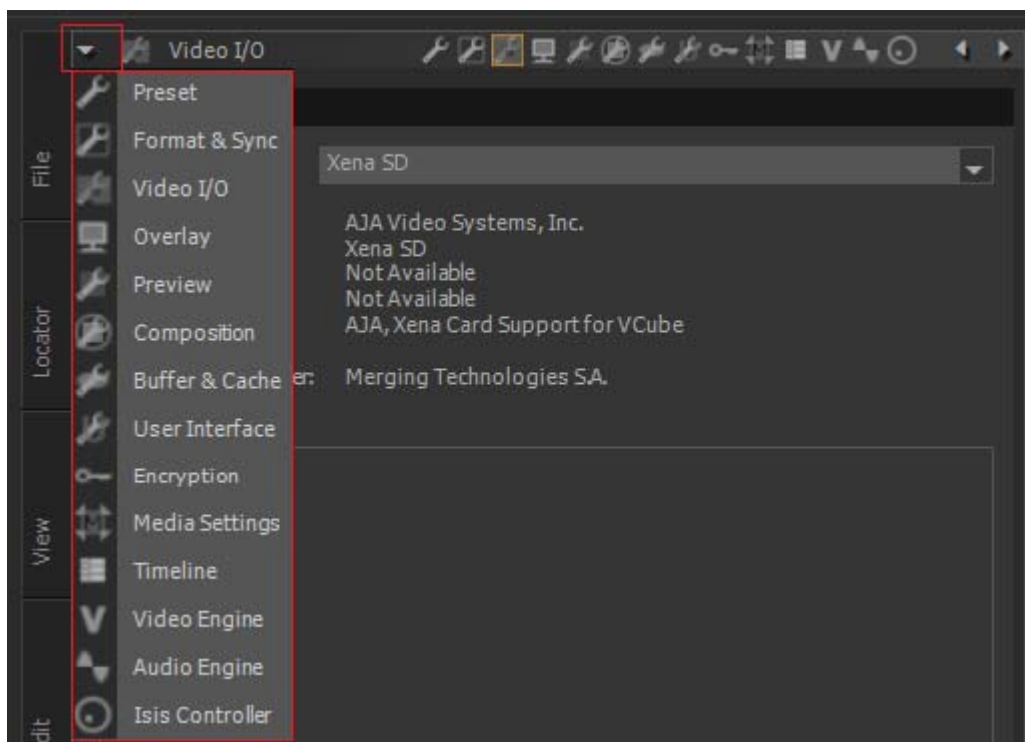 Video I/O
Preset
Format & Sync
Video I/O
Overlay
Preview
Composition
Buffer & Cache
User Interface
Encryption
Media Settings
Timeline
Video Engine
Audio Engine
Isis Controller
Xena SD
AJA Video Systems, Inc.
Xena SD
Not Available
Not Available
AJA, Xena Card Support for VCube
er: Merging Technologies S.A.
File
Locator
View
dit